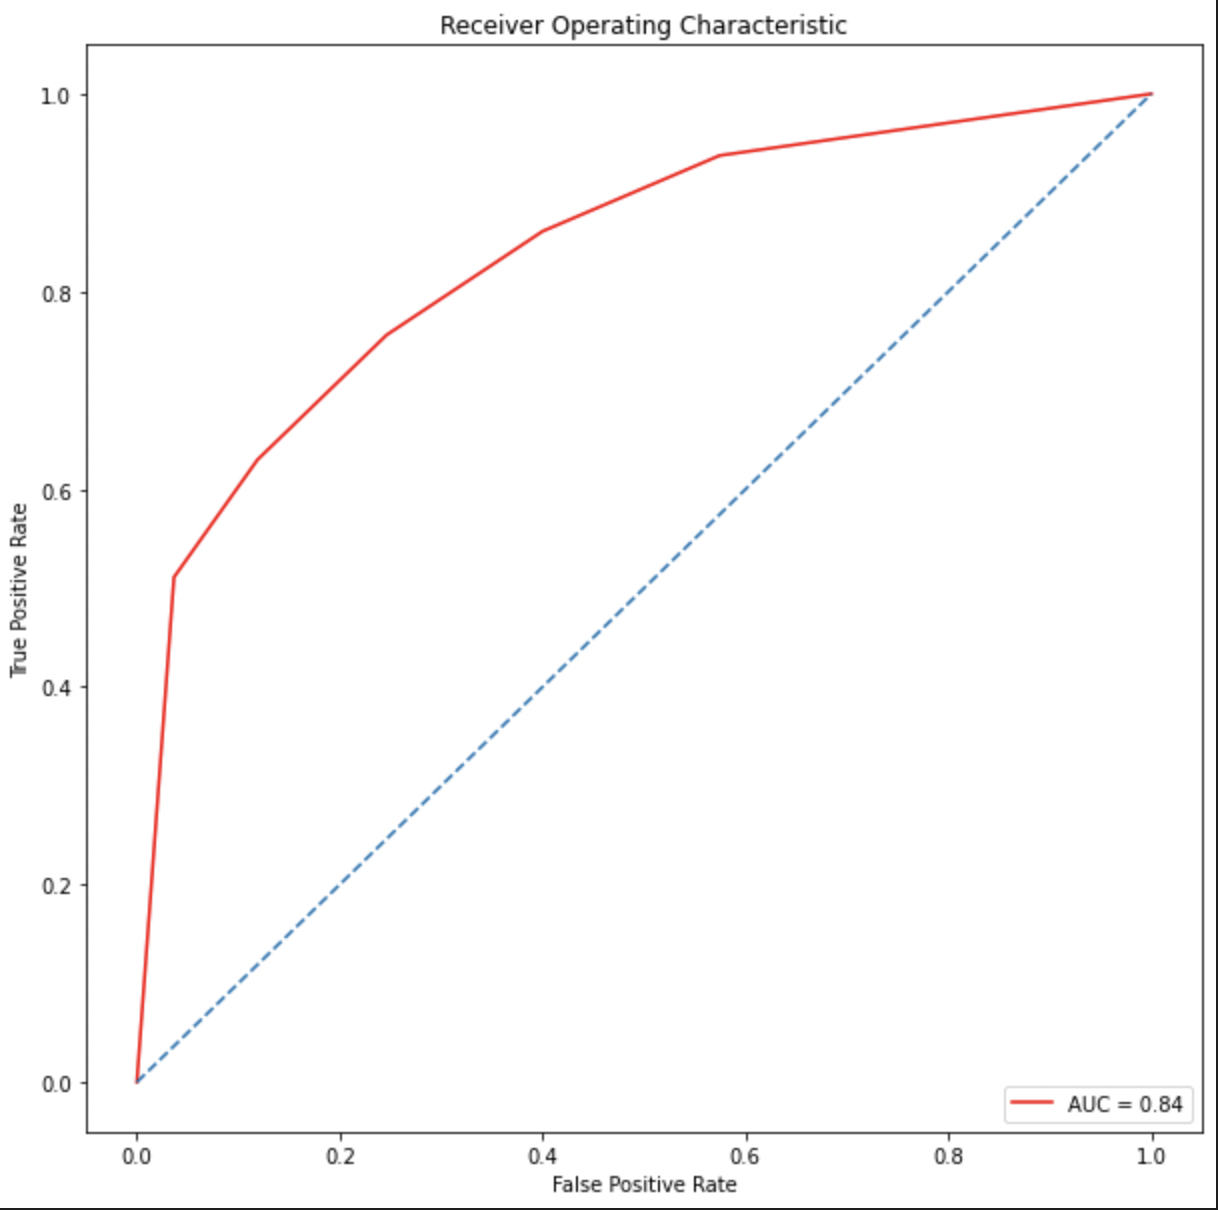 Receiver Operating Characteristic
1.0
0.8
0.6
0.4
0.2
0.0
True Positive Rate
AUC = 0.84
0.0 0.2 0.4 0.6 0.8 1.0
False Positive Rate